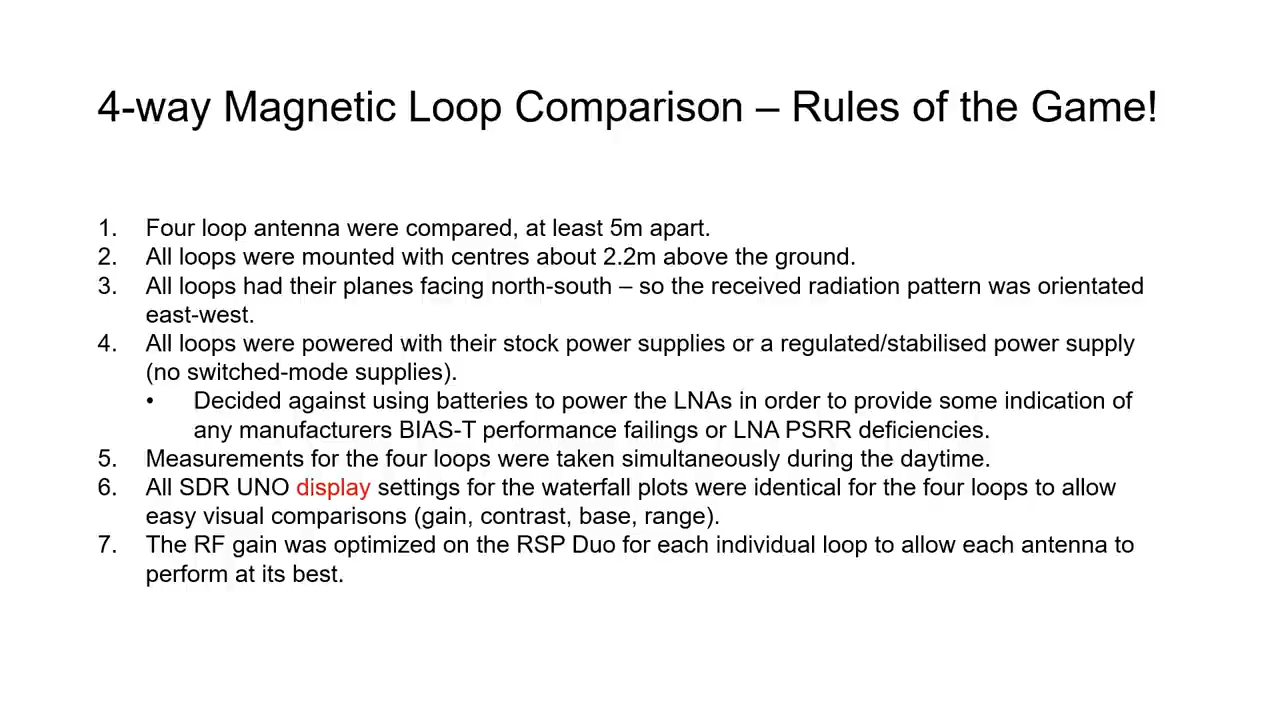 4-way Magnetic Loop Comparison – Rules of the Game!
1. Four loop antenna were compared, at least 5m apart.
2. All loops were mounted with centres about 2.2m above the ground.
3. All loops had their planes facing north-south – so the received radiation pattern was orientated
east-west.
4. All loops were powered with their stock power supplies or a regulated/stabilised power supply
(no switched-mode supplies).
• Decided against using batteries to power the LNAs in order to provide some indication of
any manufacturers BIAS-T performance failings or LNA PSRR deficiencies.
5. Measurements for the four loops were taken simultaneously during the daytime.
6. All SDR UNO display settings for the waterfall plots were identical for the four loops to allow
easy visual comparisons (gain, contrast, base, range).
7. The RF gain was optimized on the RSP Duo for each individual loop to allow each antenna to
perform at its best.